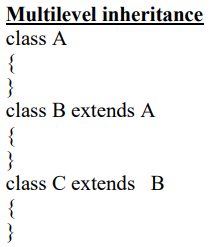 Multilevel inheritance
class A
{
}
class B extends A
{
}
class C extends B
{
}